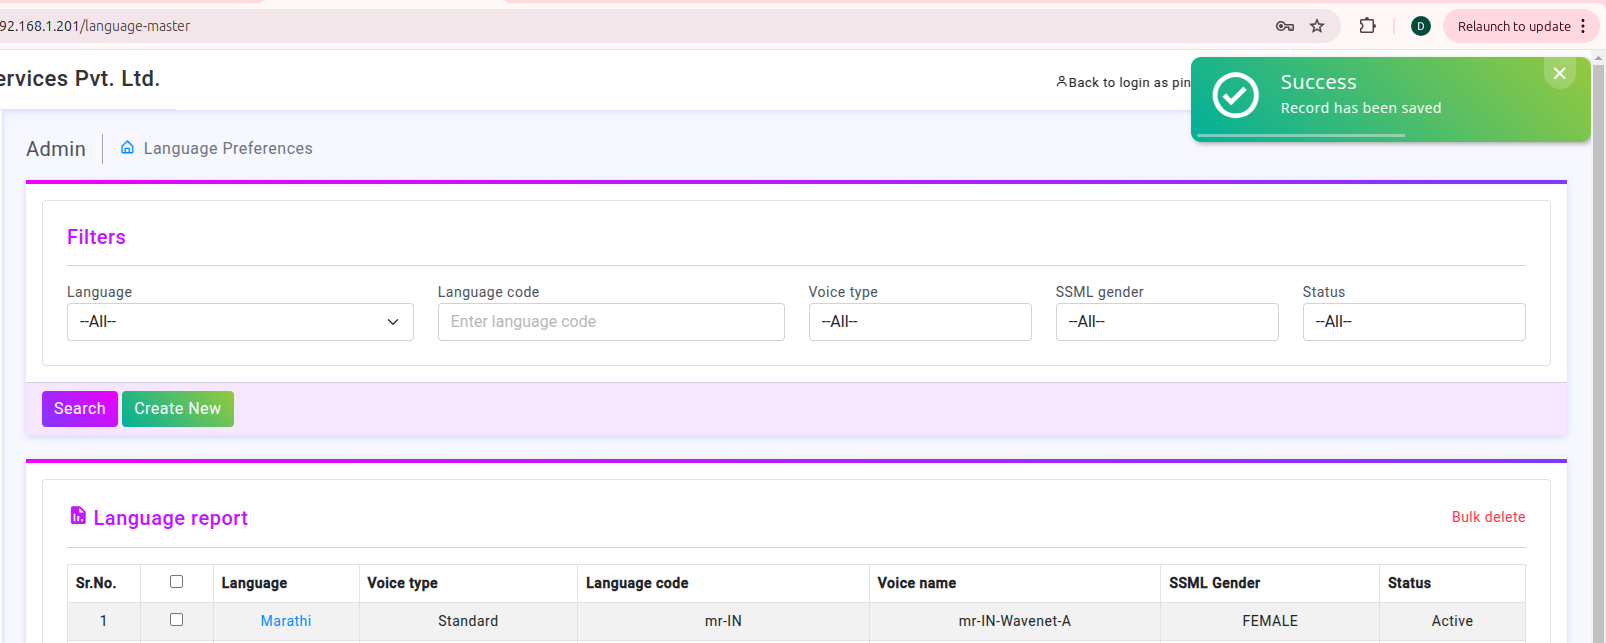 92.168.1.201/language-master
D
Relaunch to update
ervices Pvt. Ltd.
Back to login as pin
Success
Record has been saved
Admin
Language Preferences
Filters
Language
Language code
Voice type
SSML gender
Status
--All--
Enter language code
--All--
--All--
--All--
Search
Create New
Language report
Bulk delete
Sr.No. Language Voice type Language code Voice name SSML Gender Status
1 Marathi Standard mr-IN mr-IN-Wavenet-A FEMALE Active